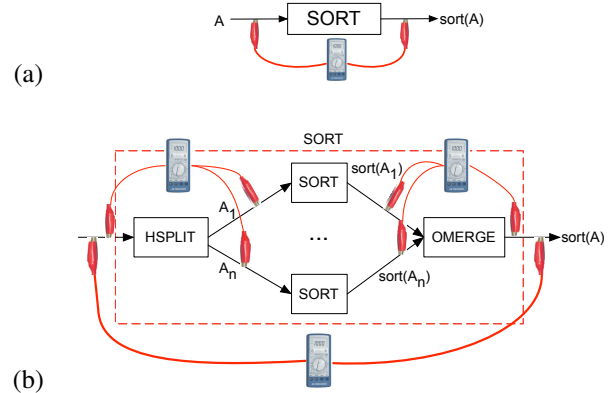 A SORT sort(A)
(a)
SORT
sort(A1)
SORT
A1
HSPLIT ... OMERGE sort(A)
An
sort(An)
SORT
(b)